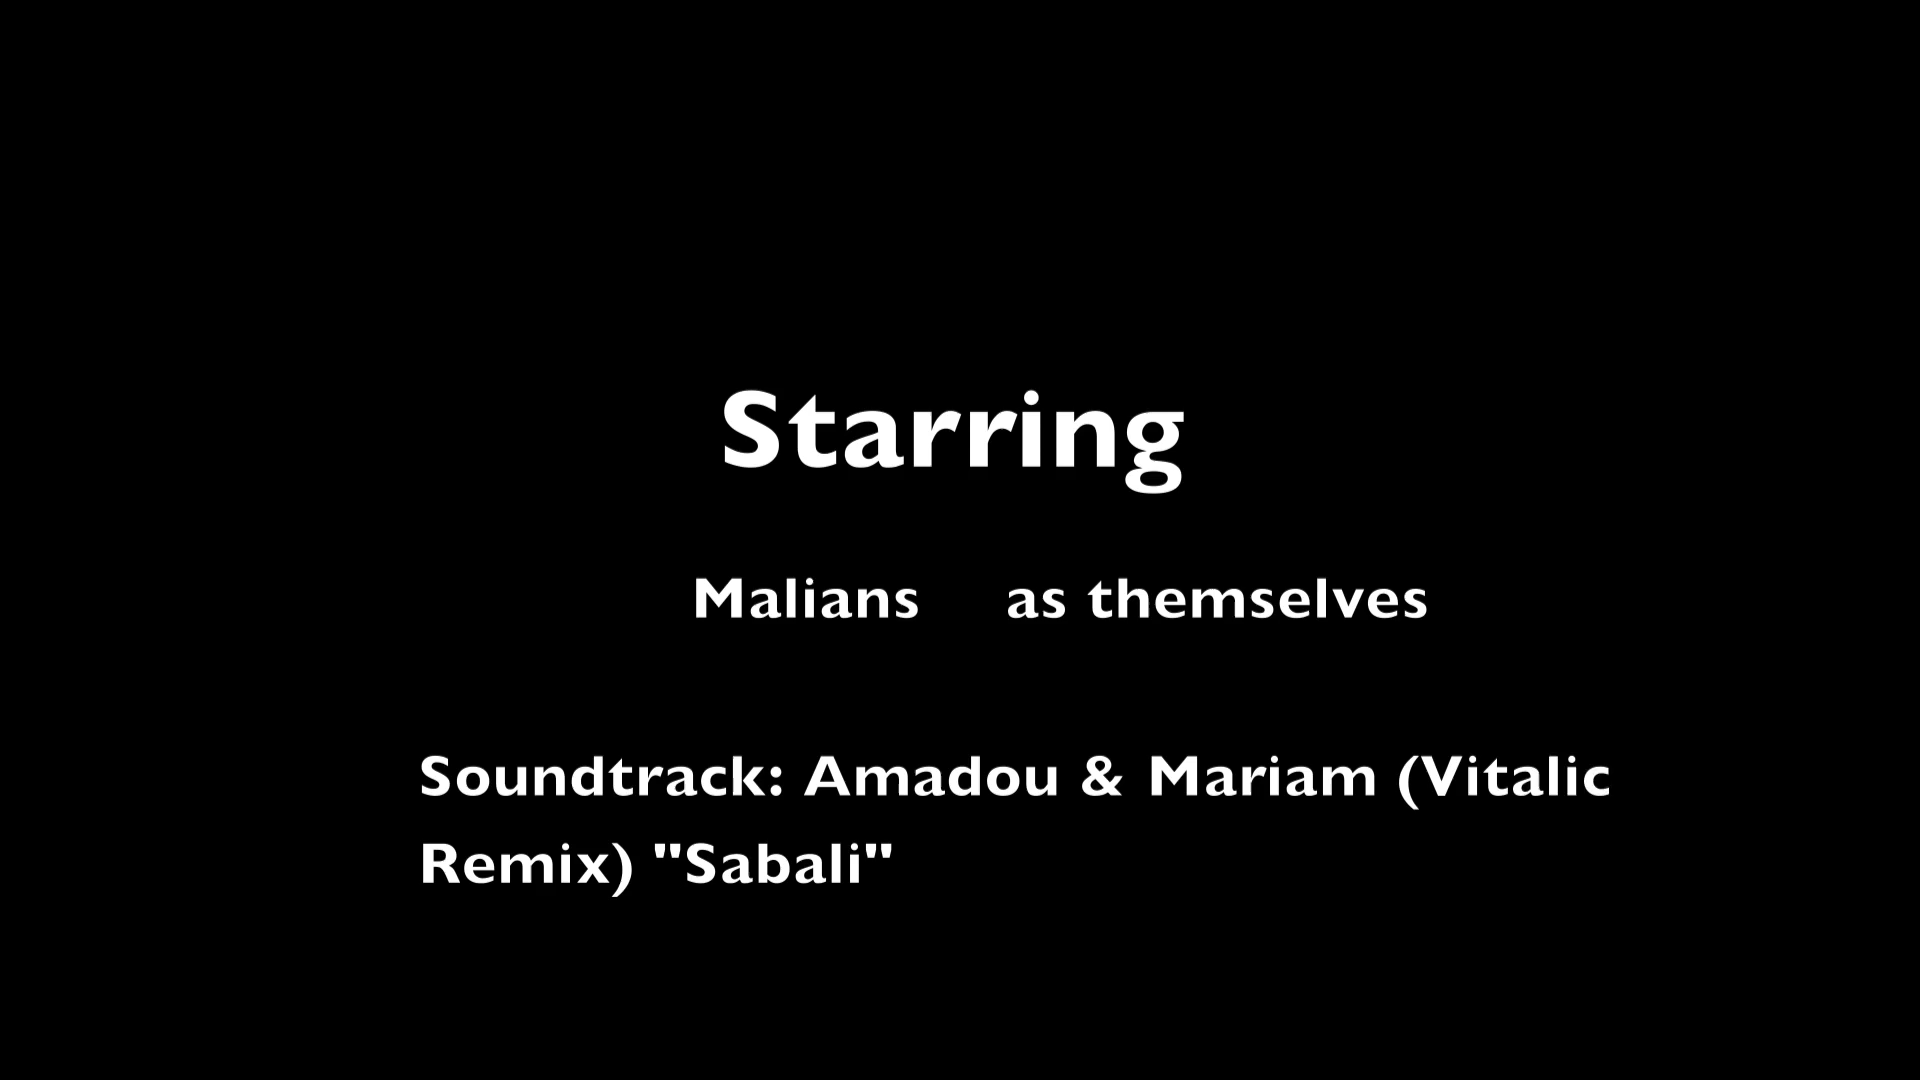 Starring
Malians as themselves
Soundtrack: Amadou & Mariam (Vitalic
Remix) "Sabali"